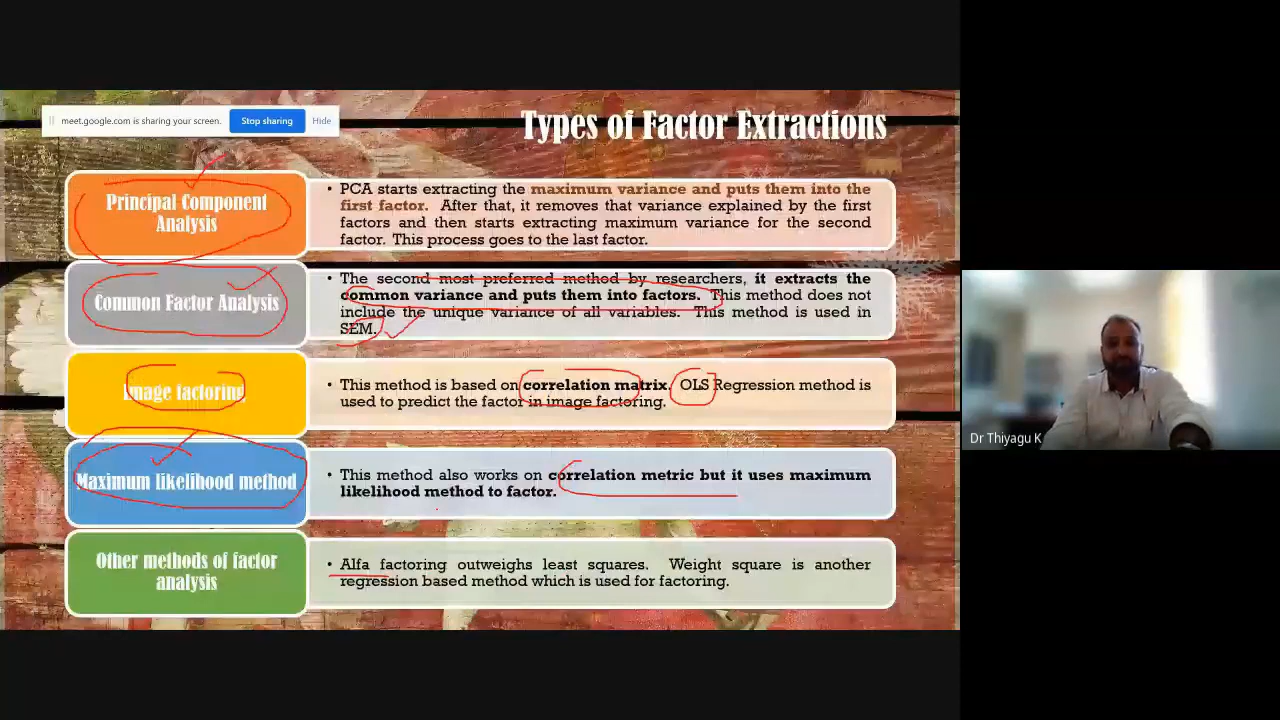 meet.google.com is sharing your screen.
Stop sharing
Hide
Types of Factor Extractions
Principal Component
Analysis
• PCA starts extracting the maximum variance and puts them into the
first factor. After that, it removes that variance explained by the first
factors and then starts extracting maximum variance for the second
factor. This process goes to the last factor.
Common Factor Analysis
• The second most preferred method by researchers, it extracts the
common variance and puts them into factors. This method does not
include the unique variance of all variables. This method is used in
SEM.
Image factoring
• This method is based on correlation matrix. OLS Regression method is
used to predict the factor in image factoring.
Maximum likelihood method
• This method also works on correlation metric but it uses maximum
likelihood method to factor.
Other methods of factor
analysis
• Alfa factoring outweighs least squares. Weight square is another
regression based method which is used for factoring.
Dr Thiyagu K